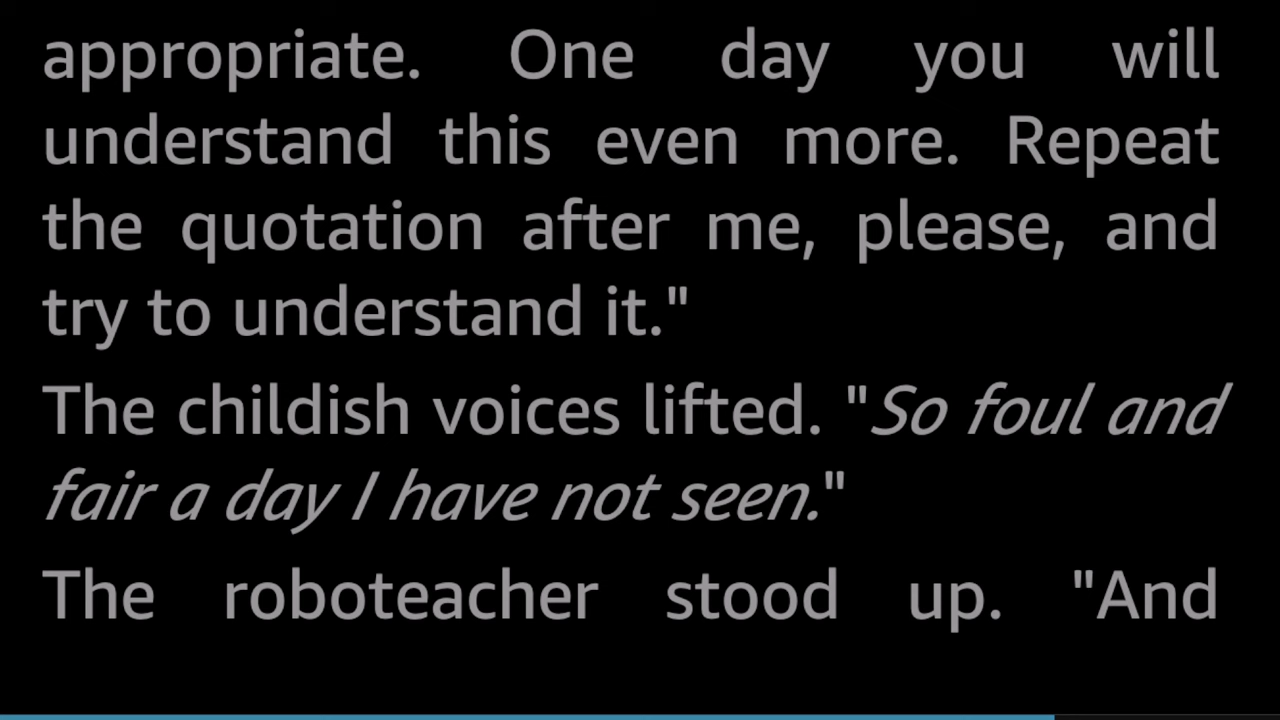 appropriate. One day you will
understand this even more. Repeat
the quotation after me, please, and
try to understand it."
The childish voices lifted. "So foul and
fair a day I have not seen."
The roboteacher stood up. "And